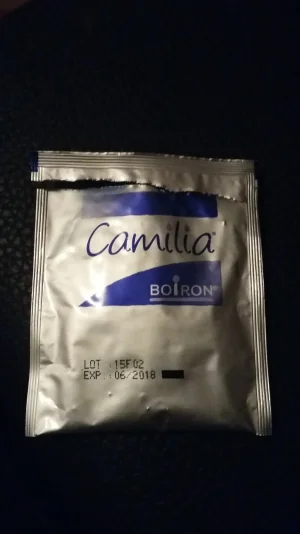 Camilia®
BOIRON®
LOT :15F02
EXP.:06/2018